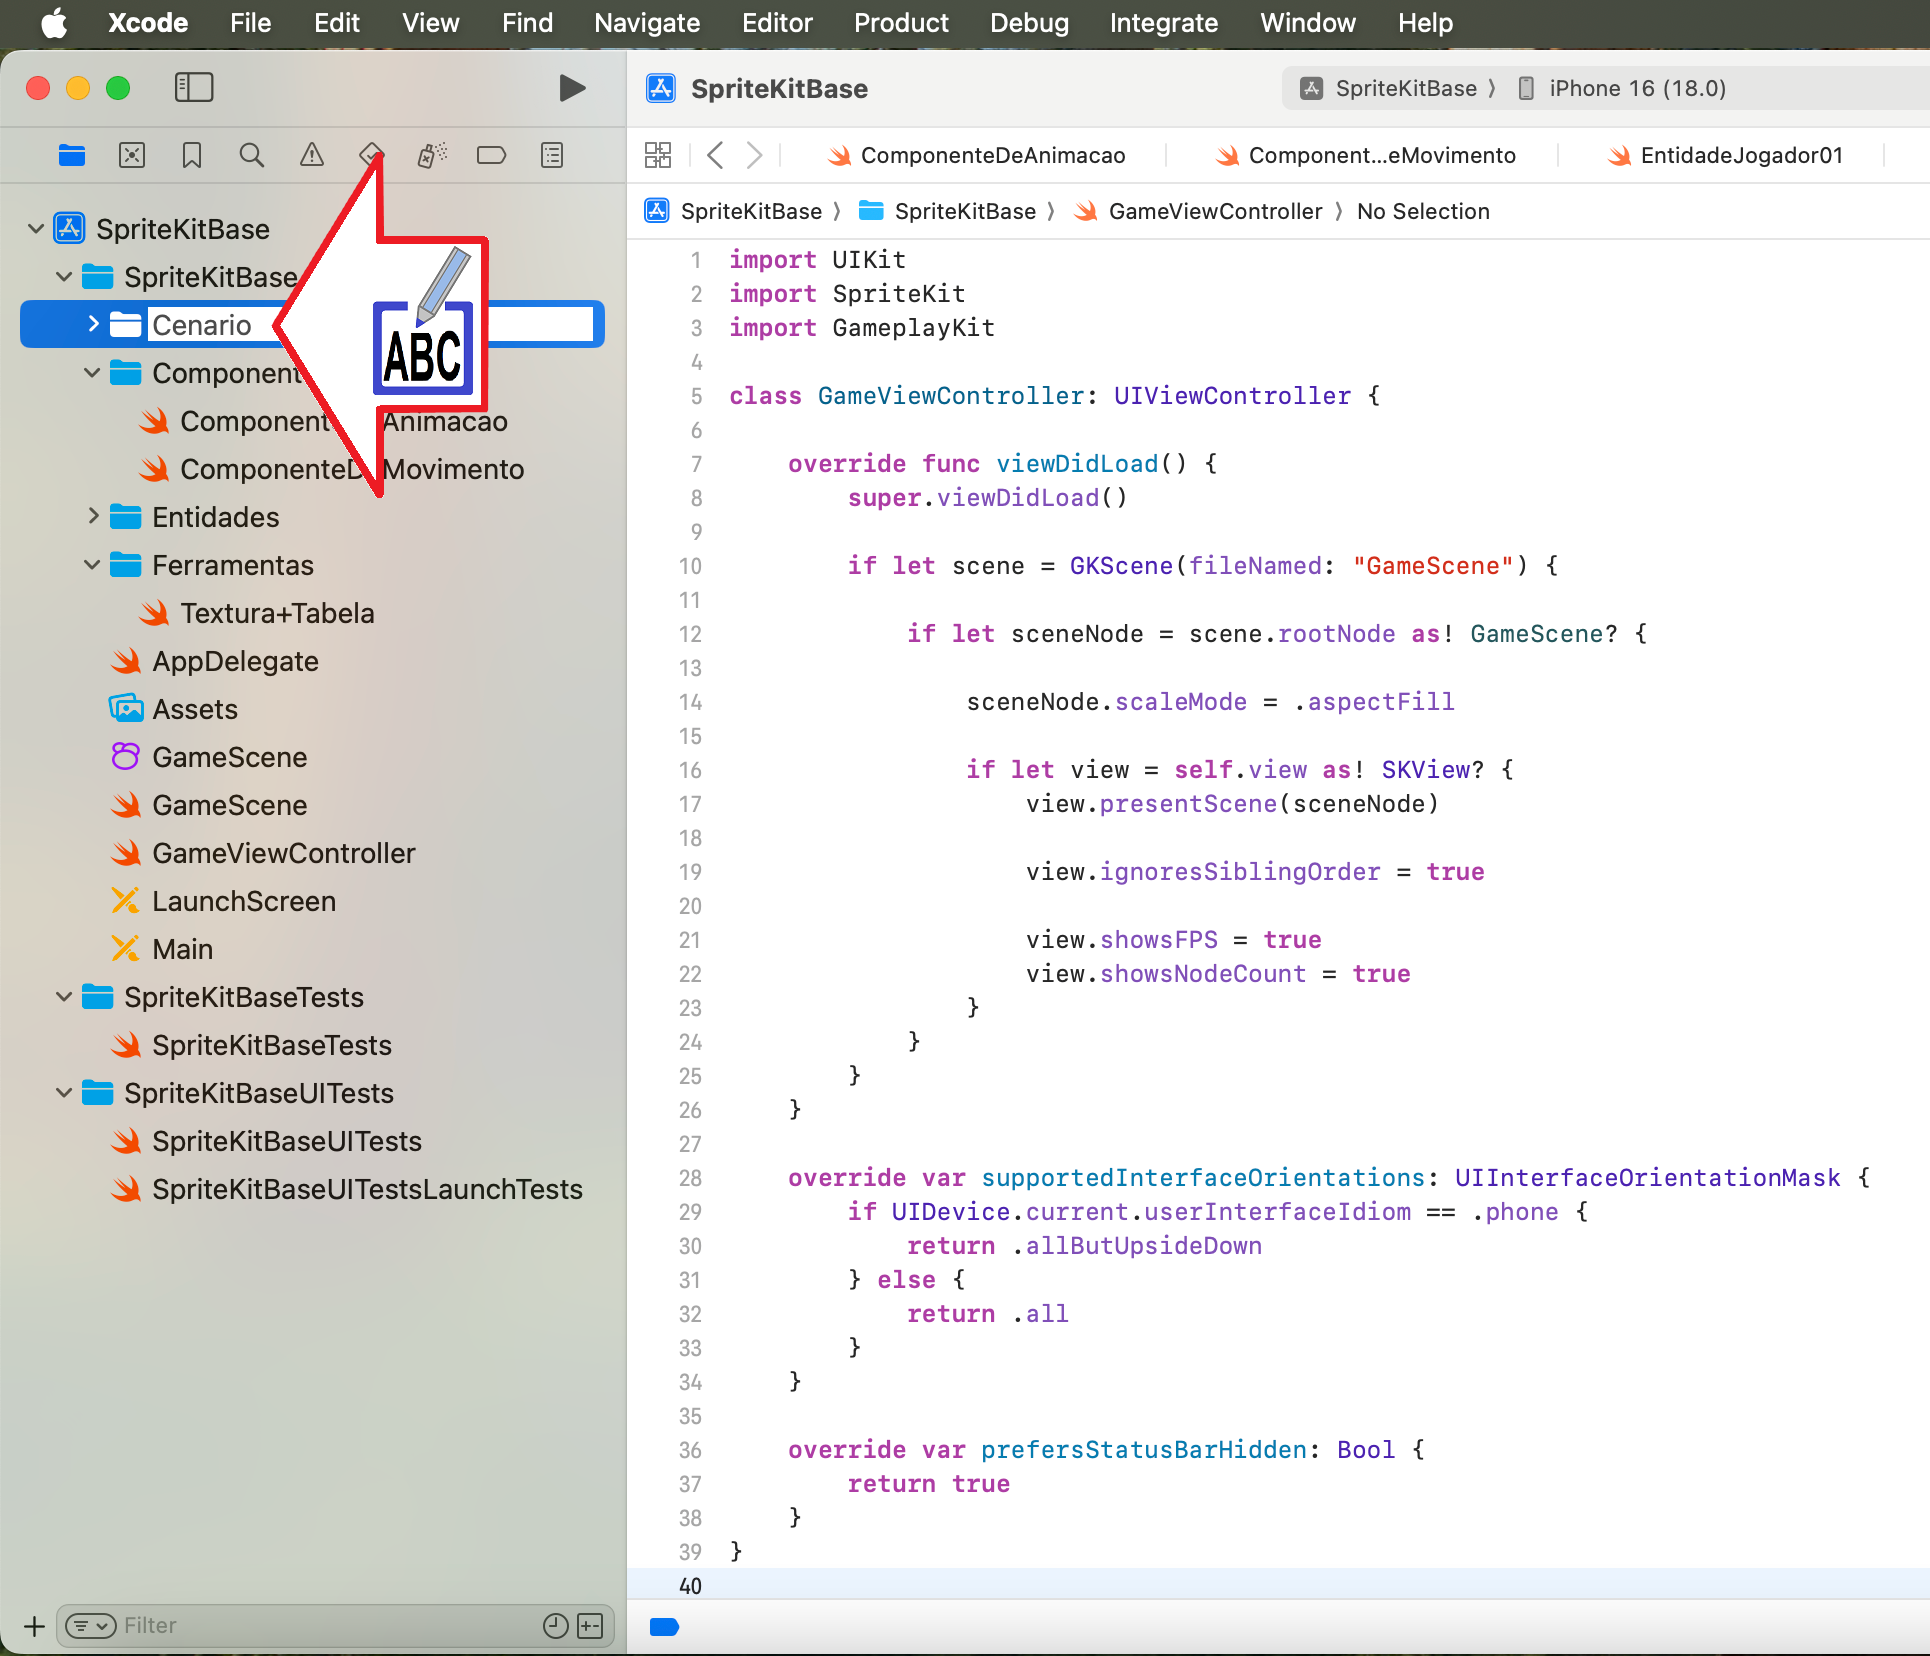 Xcode File Edit View Find Navigate Editor Product Debug Integrate Window Help
SpriteKitBase
SpriteKitBase 〉 iPhone 16 (18.0)
ComponenteDeAnimacao
Component...eMovimento
EntidadeJogador01
SpriteKitBase 〉 SpriteKitBase 〉 GameViewController 〉 No Selection
SpriteKitBase
SpriteKitBase
Cenario
ABC
Component
Component Animacao
ComponenteD Movimento
Entidades
Ferramentas
Textura+Tabela
AppDelegate
Assets
GameScene
GameScene
GameViewController
LaunchScreen
Main
SpriteKitBaseTests
SpriteKitBaseTests
SpriteKitBaseUITests
SpriteKitBaseUITests
SpriteKitBaseUITestsLaunchTests
Filter
1 import UIKit
2 import SpriteKit
3 import GameplayKit
4
5 class GameViewController: UIViewController {
6
7 override func viewDidLoad() {
8 super.viewDidLoad()
9
10 if let scene = GKScene(fileNamed: "GameScene") {
11
12 if let sceneNode = scene.rootNode as! GameScene? {
13
14 sceneNode.scaleMode = .aspectFill
15
16 if let view = self.view as! SKView? {
17 view.presentScene(sceneNode)
18
19 view.ignoresSiblingOrder = true
20
21 view.showsFPS = true
22 view.showsNodeCount = true
23 }
24 }
25 }
26 }
27
28 override var supportedInterfaceOrientations: UIInterfaceOrientationMask {
29 if UIDevice.current.userInterfaceIdiom == .phone {
30 return .allButUpsideDown
31 } else {
32 return .all
33 }
34 }
35
36 override var prefersStatusBarHidden: Bool {
37 return true
38 }
39 }
40